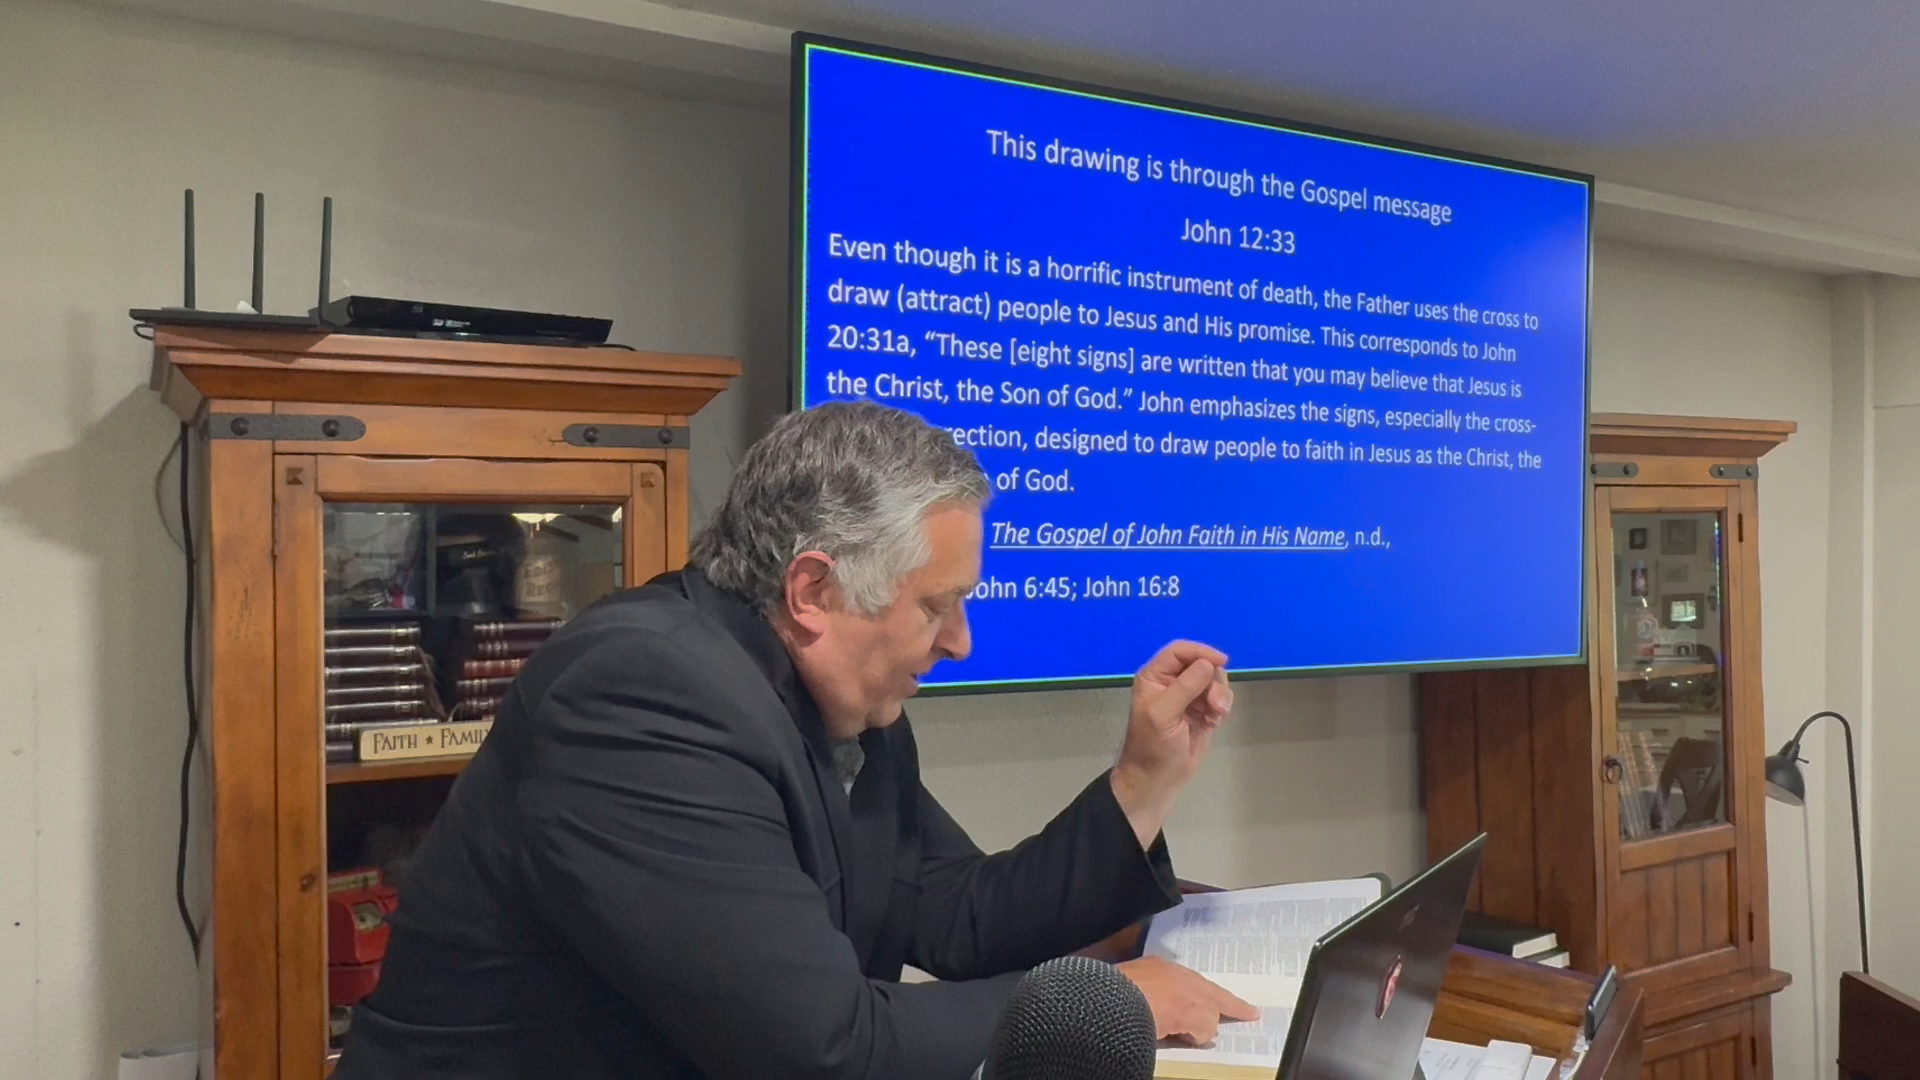 This drawing is through the Gospel message
John 12:33
Even though it is a horrific instrument of death, the Father uses the cross to
draw (attract) people to Jesus and His promise. This corresponds to John
20:31a, “These [eight signs] are written that you may believe that Jesus is
the Christ, the Son of God.” John emphasizes the signs, especially the cross-
rection, designed to draw people to faith in Jesus as the Christ, the
of God.
The Gospel of John Faith in His Name, n.d.,
ohn 6:45; John 16:8
FAITH ★ FAMILY